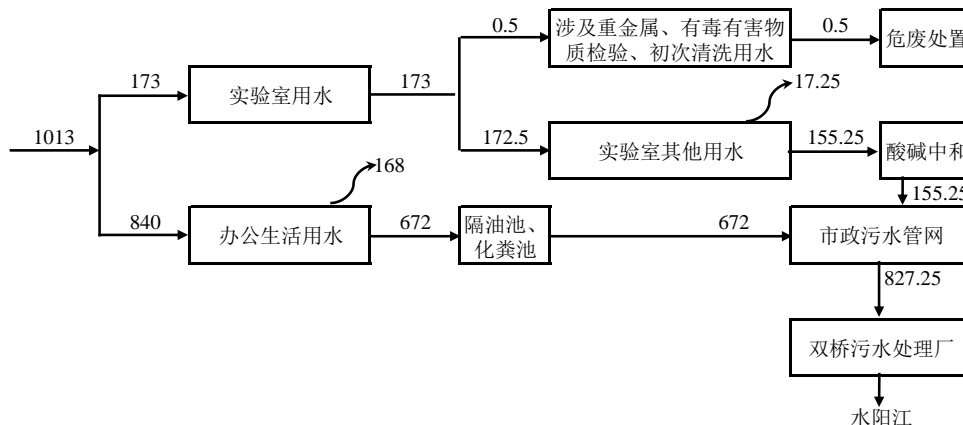 0.5
涉及重金属、有毒有害物
质检验、初次清洗用水
0.5
危废处置
173
实验室用水
173
17.25
1013
172.5
实验室其他用水
155.25
酸碱中和
168
155.25
840
办公生活用水
672
隔油池、
化粪池
672
市政污水管网
827.25
双桥污水处理厂
水阳江